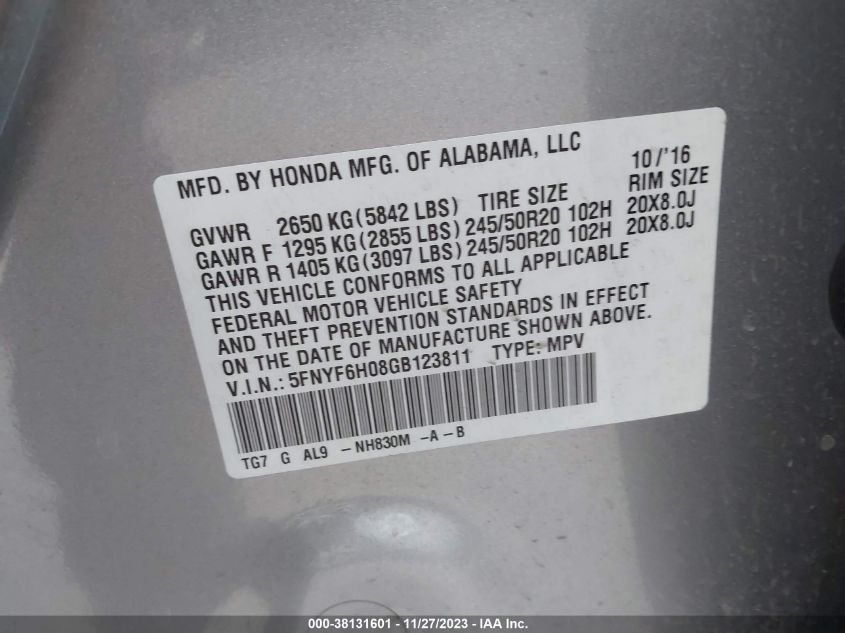 MFD. BY HONDA MFG. OF ALABAMA, LLC 10/'16
GVWR 2650 KG (5842 LBS) TIRE SIZE RIM SIZE
GAWR F 1295 KG (2855 LBS) 245/50R20 102H 20X8.0J
GAWR R 1405 KG (3097 LBS) 245/50R20 102H 20X8.0J
THIS VEHICLE CONFORMS TO ALL APPLICABLE
FEDERAL MOTOR VEHICLE SAFETY
AND THEFT PREVENTION STANDARDS IN EFFECT
ON THE DATE OF MANUFACTURE SHOWN ABOVE.
V.I.N.: 5FNYF6H08GB123811 TYPE: MPV
TG7 G AL9 -NH830M -A-B
000-38131601 - 11/27/2023 - IAA Inc.